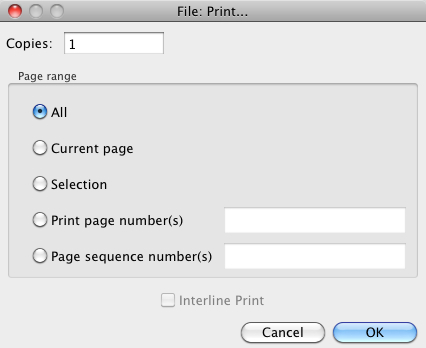 File: Print...
Copies: 1
Page range
All
Current page
Selection
Print page number(s)
Page sequence number(s)
Interline Print
Cancel OK